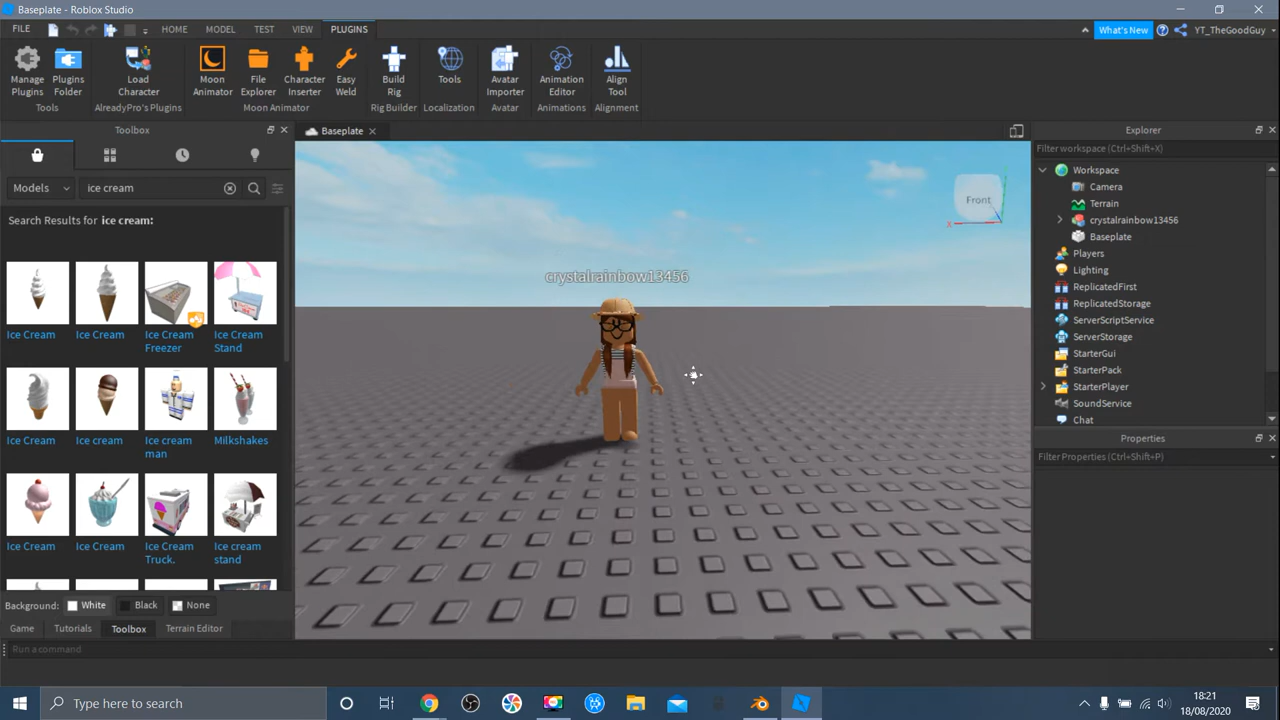 Baseplate - Roblox Studio
FILE HOME MODEL TEST VIEW PLUGINS What's New YT_TheGoodGuy
Manage Plugins
Plugins Folder
Tools
Load Character
AlreadyPro's Plugins
Moon Animator
File Explorer
Character Inserter
Easy Weld
Moon Animator
Build Rig
Rig Builder
Tools
Localization
Avatar Importer
Avatar
Animation Editor
Animations
Align Tool
Alignment
Toolbox
Models ice cream
Search Results for ice cream:
Ice Cream
Ice Cream
Ice Cream Freezer
Ice Cream Stand
Ice Cream
Ice cream
Ice cream man
Milkshakes
Ice Cream
Ice Cream
Ice Cream Truck.
Ice cream stand
Background: White Black None
Game Tutorials Toolbox Terrain Editor
Run a command
Baseplate
Front
X
crystalrainbow13456
Explorer
Filter workspace (Ctrl+Shift+X)
Workspace
Camera
Terrain
crystalrainbow13456
Baseplate
Players
Lighting
ReplicatedFirst
ReplicatedStorage
ServerScriptService
ServerStorage
StarterGui
StarterPack
StarterPlayer
SoundService
Chat
Properties
Filter Properties (Ctrl+Shift+P)
Type here to search
18:21
18/08/2020